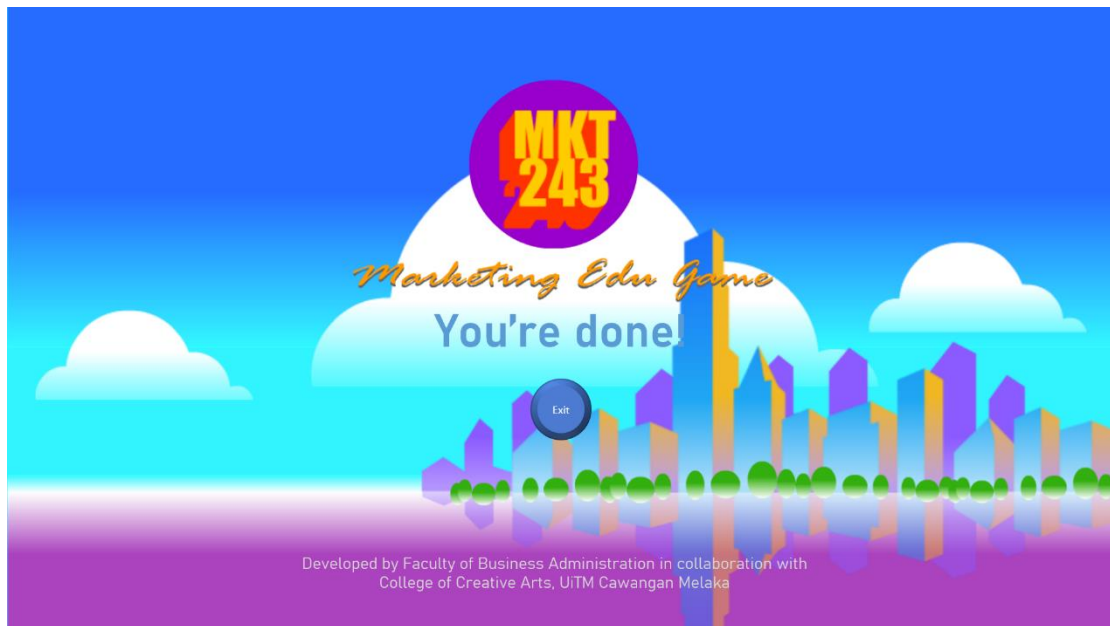 MKT
243
Marketing Edu Game
You're done!
Exit
Developed by Faculty of Business Administration in collaboration with
College of Creative Arts, UiTM Cawangan Melaka